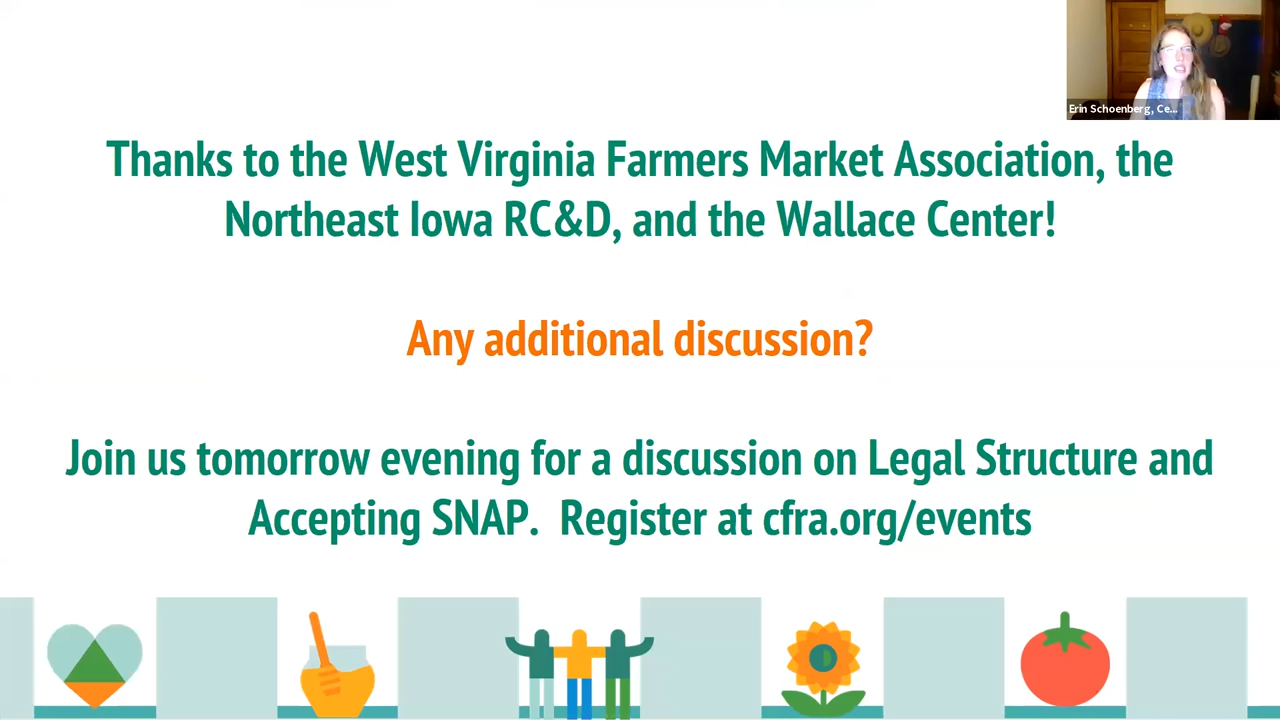 Erin Schoenberg, Ce...
Thanks to the West Virginia Farmers Market Association, the
Northeast Iowa RC&D, and the Wallace Center!
Any additional discussion?
Join us tomorrow evening for a discussion on Legal Structure and
Accepting SNAP. Register at cfra.org/events